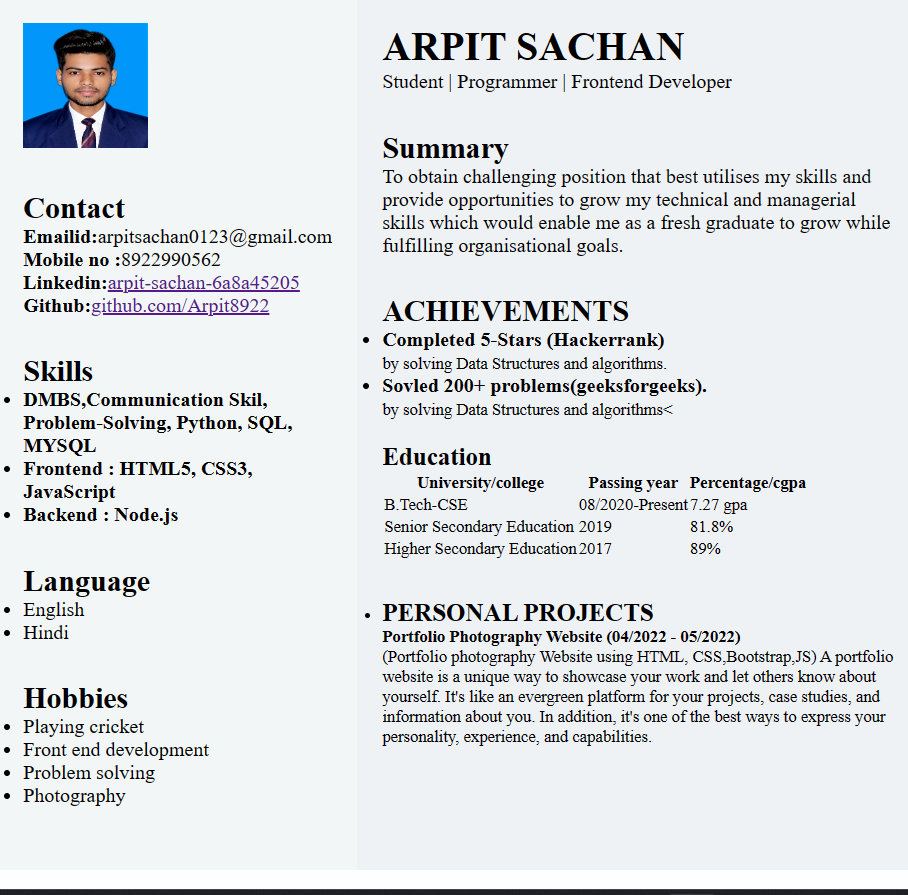 Contact
Emailid:arpitsachan0123@gmail.com
Mobile no :8922990562
Linkedin:arpit-sachan-6a8a45205
Github:github.com/Arpit8922
Skills
DMBS,Communication Skil,
Problem-Solving, Python, SQL,
MYSQL
Frontend : HTML5, CSS3,
JavaScript
Backend : Node.js
Language
English
Hindi
Hobbies
Playing cricket
Front end development
Problem solving
Photography
ARPIT SACHAN
Student | Programmer | Frontend Developer
Summary
To obtain challenging position that best utilises my skills and
provide opportunities to grow my technical and managerial
skills which would enable me as a fresh graduate to grow while
fulfilling organisational goals.
ACHIEVEMENTS
Completed 5-Stars (Hackerrank)
by solving Data Structures and algorithms.
Sovled 200+ problems(geeksforgeeks).
by solving Data Structures and algorithms<
Education
University/college Passing year Percentage/cgpa
B.Tech-CSE 08/2020-Present 7.27 gpa
Senior Secondary Education 2019 81.8%
Higher Secondary Education 2017 89%
PERSONAL PROJECTS
Portfolio Photography Website (04/2022 - 05/2022)
(Portfolio photography Website using HTML, CSS,Bootstrap,JS) A portfolio
website is a unique way to showcase your work and let others know about
yourself. It's like an evergreen platform for your projects, case studies, and
information about you. In addition, it's one of the best ways to express your
personality, experience, and capabilities.